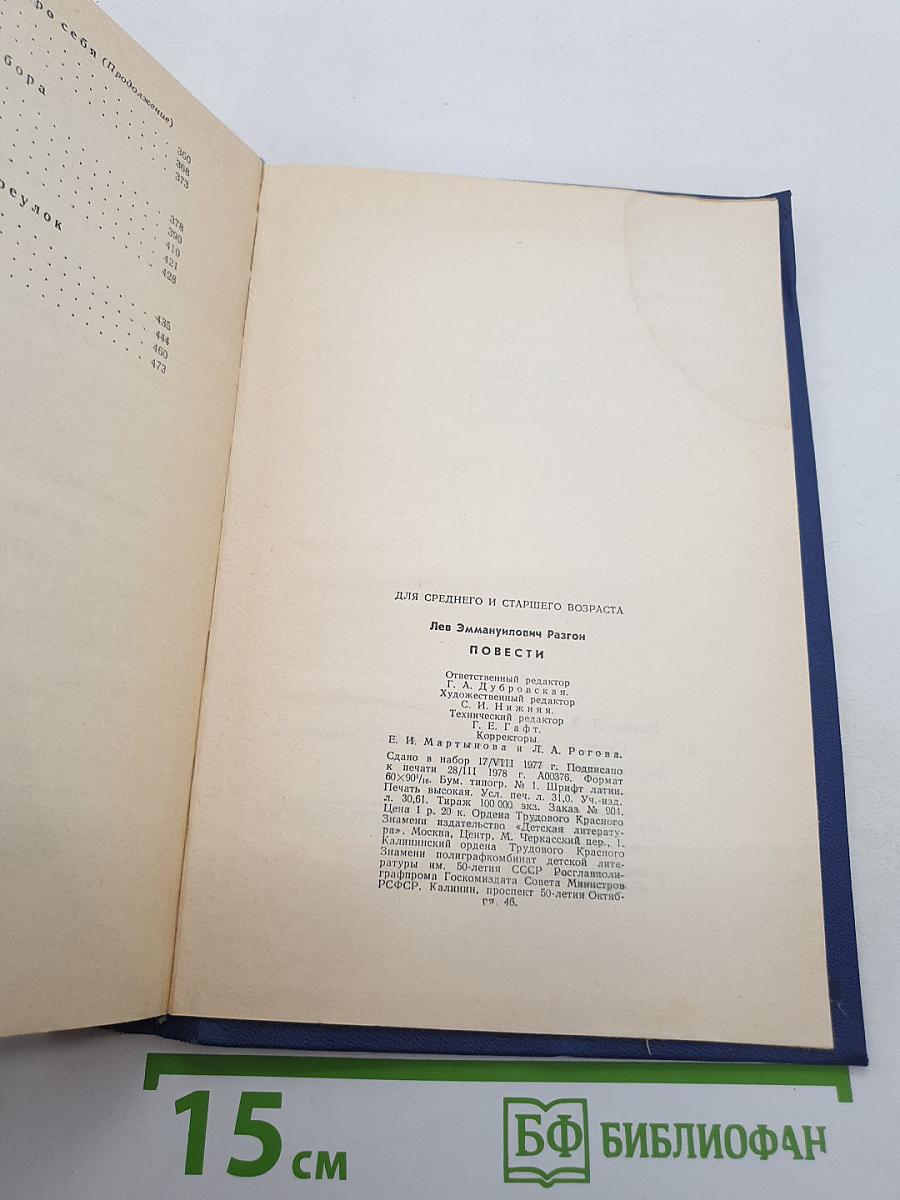 ро себя (Продолжение)
360
бора
368
373
реулок
378
390
410
421
428
435
444
460
473
ДЛЯ СРЕДНЕГО И СТАРШЕГО ВОЗРАСТА
Лев Эммануилович Разгон
ПОВЕСТИ
Ответственный редактор
Г. А. Дубровская.
Художественный редактор
С. И. Нижняя.
Технический редактор
Г. Е. Гафт.
Корректоры
Е. И. Мартынова и Л. А. Рогова.
Сдано в набор 17/VIII 1977 г. Подписано
к печати 28/III 1978 г. А00376. Формат
60×90¹/₁₆. Бум. типогр. № 1. Шрифт латин.
Печать высокая. Усл. печ. л. 31,0. Уч.-изд.
л. 30,61. Тираж 100 000 экз. Заказ № 904.
Цена 1 р. 20 к. Ордена Трудового Красного
Знамени издательство «Детская литерату-
ра». Москва, Центр, М. Черкасский пер., 1.
Калининский ордена Трудового Красного
Знамени полиграфкомбинат детской лите-
ратуры им. 50-летия СССР Росглавполи-
графпрома Госкомиздата Совета Министров
РСФСР. Калинин, проспект 50-летия Октяб-
ря, 46.
15 см
БФ БИБЛИОФАН